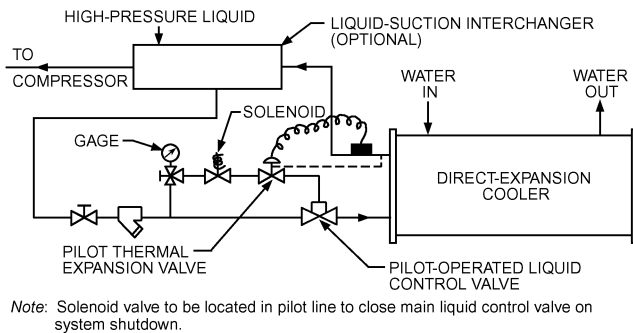 HIGH-PRESSURE LIQUID
LIQUID-SUCTION INTERCHANGER
(OPTIONAL)
TO
COMPRESSOR
WATER
IN
WATER
OUT
SOLENOID
GAGE
DIRECT-EXPANSION
COOLER
PILOT THERMAL
EXPANSION VALVE
PILOT-OPERATED LIQUID
CONTROL VALVE
Note: Solenoid valve to be located in pilot line to close main liquid control valve on
system shutdown.